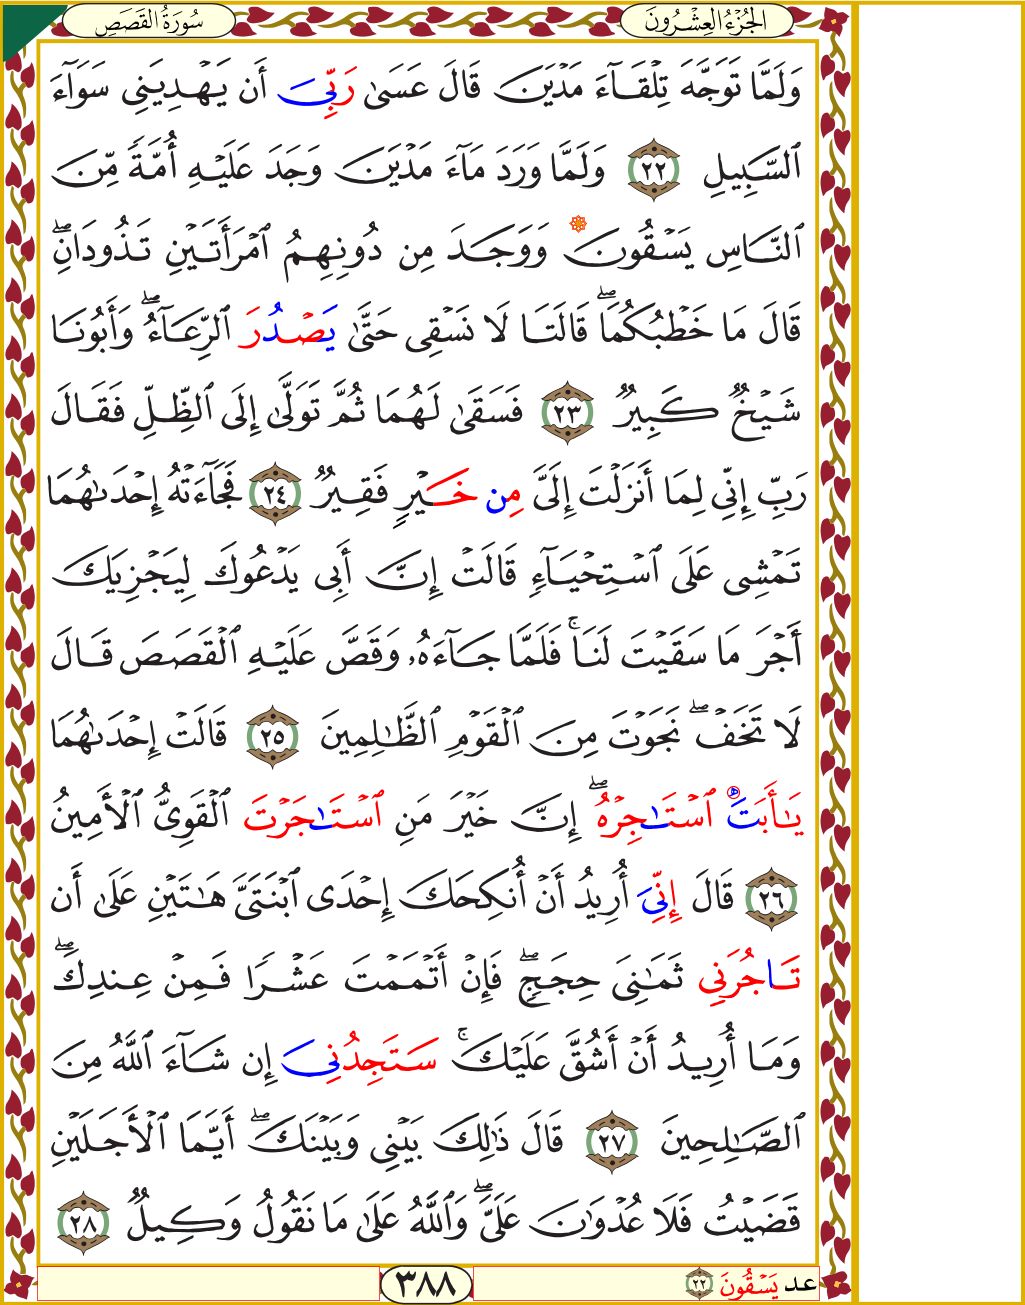 الجُزْءُ العِشْرُونَ
سُورَةُ القَصَصِ
وَلَمَّا تَوَجَّهَ تِلْقَآءَ مَدْيَنَ قَالَ عَسَىٰ رَبِّيَ أَن يَهْدِيَنِي سَوَآءَ
ٱلسَّبِيلِ ٢٢ وَلَمَّا وَرَدَ مَآءَ مَدْيَنَ وَجَدَ عَلَيْهِ أُمَّةً مِّنَ
ٱلنَّاسِ يَسْقُونَ وَوَجَدَ مِن دُونِهِمُ ٱمْرَأَتَيْنِ تَذُودَانِۖ
قَالَ مَا خَطْبُكُمَاۖ قَالَتَا لَا نَسْقِى حَتَّىٰ يَصْدُرَ ٱلرِّعَآءُۖ وَأَبُونَا
شَيْخٌ كَبِيرٌ ٢٣ فَسَقَىٰ لَهُمَا ثُمَّ تَوَلَّىٰ إِلَى ٱلظِّلِّ فَقَالَ
رَبِّ إِنِّى لِمَا أَنزَلْتَ إِلَىَّ مِن خَيْرٍ فَقِيرٌ ٢٤ فَجَآءَتْهُ إِحْدَىٰهُمَا
تَمْشِى عَلَى ٱسْتِحْيَآءٍ قَالَتْ إِنَّ أَبِى يَدْعُوكَ لِيَجْزِيَكَ
أَجْرَ مَا سَقَيْتَ لَنَاۚ فَلَمَّا جَآءَهُۥ وَقَصَّ عَلَيْهِ ٱلْقَصَصَ قَالَ
لَا تَخَفْۖ نَجَوْتَ مِنَ ٱلْقَوْمِ ٱلظَّـٰلِمِينَ ٢٥ قَالَتْ إِحْدَىٰهُمَا
يَـٰأَبَتَ ٱسْتَـٰجِرْهُۖ إِنَّ خَيْرَ مَنِ ٱسْتَـٰجَرْتَ ٱلْقَوِىُّ ٱلْأَمِينُ
٢٦ قَالَ إِنِّيَ أُرِيدُ أَنْ أُنكِحَكَ إِحْدَى ٱبْنَتَىَّ هَـٰتَيْنِ عَلَىٰ أَن
تَاجُرَنِي ثَمَـٰنِىَ حِجَجٍۖ فَإِنْ أَتْمَمْتَ عَشْرًا فَمِنْ عِندِكَۖ
وَمَا أُرِيدُ أَنْ أَشُقَّ عَلَيْكَۚ سَتَجِدُنِيَ إِن شَآءَ ٱللَّهُ مِنَ
ٱلصَّـٰلِحِينَ ٢٧ قَالَ ذَٰلِكَ بَيْنِى وَبَيْنَكَۖ أَيَّمَا ٱلْأَجَلَيْنِ
قَضَيْتُ فَلَا عُدْوَٰنَ عَلَىَّۖ وَٱللَّهُ عَلَىٰ مَا نَقُولُ وَكِيلٌ ٢٨
عد يَسْقُونَ ٢٢
٣٨٨